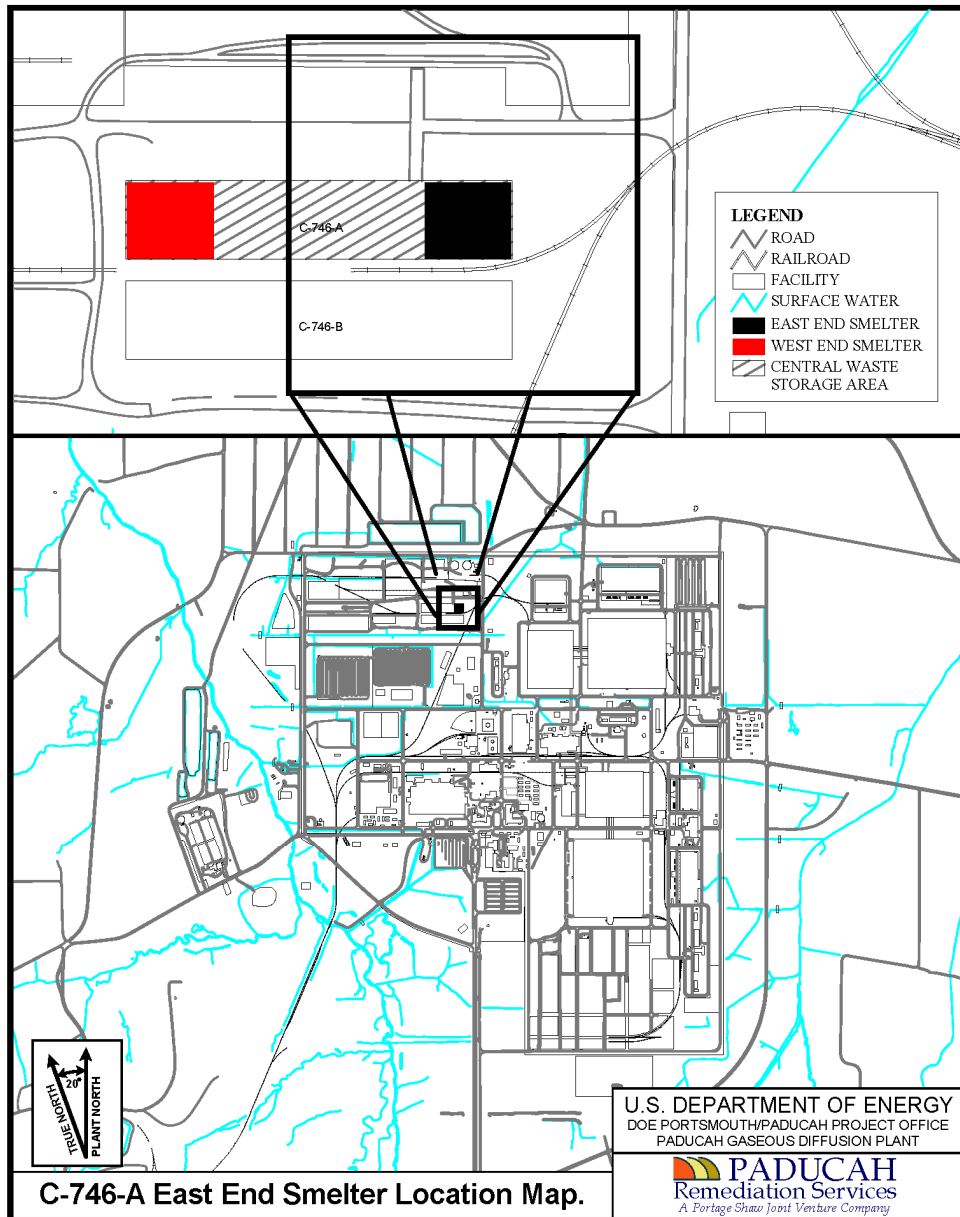 C-746-A
C-746-B
LEGEND
ROAD
RAILROAD
FACILITY
SURFACE WATER
EAST END SMELTER
WEST END SMELTER
CENTRAL WASTE
STORAGE AREA
20°
TRUE NORTH
PLANT NORTH
U.S. DEPARTMENT OF ENERGY
DOE PORTSMOUTH/PADUCAH PROJECT OFFICE
PADUCAH GASEOUS DIFFUSION PLANT
PADUCAH
Remediation Services
A Portage Shaw Joint Venture Company
C-746-A East End Smelter Location Map.